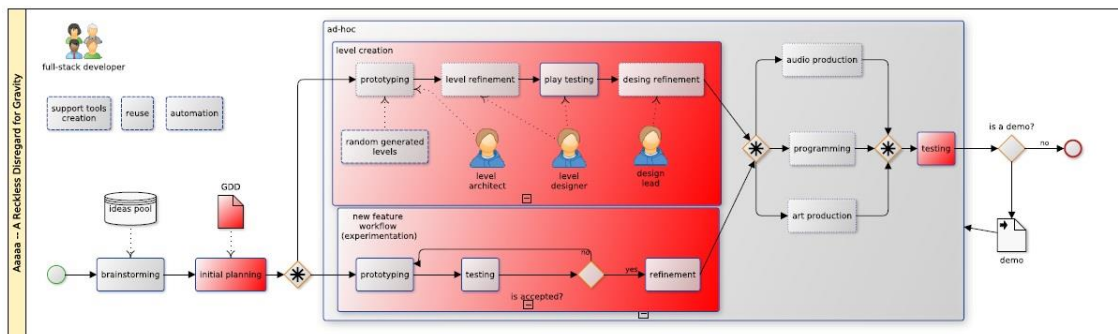 Aaaaa -- A Reckless Disregard for Gravity
full-stack developer
support tools
creation
reuse
automation
ad-hoc
level creation
prototyping
level refinement
play testing
desing refinement
random generated
levels
level
architect
level
designer
design
lead
audio production
programming
art production
testing
is a demo?
no
demo
ideas pool
GDD
brainstorming
initial planning
new feature
workflow
(experimentation)
prototyping
testing
no
is accepted?
yes
refinement